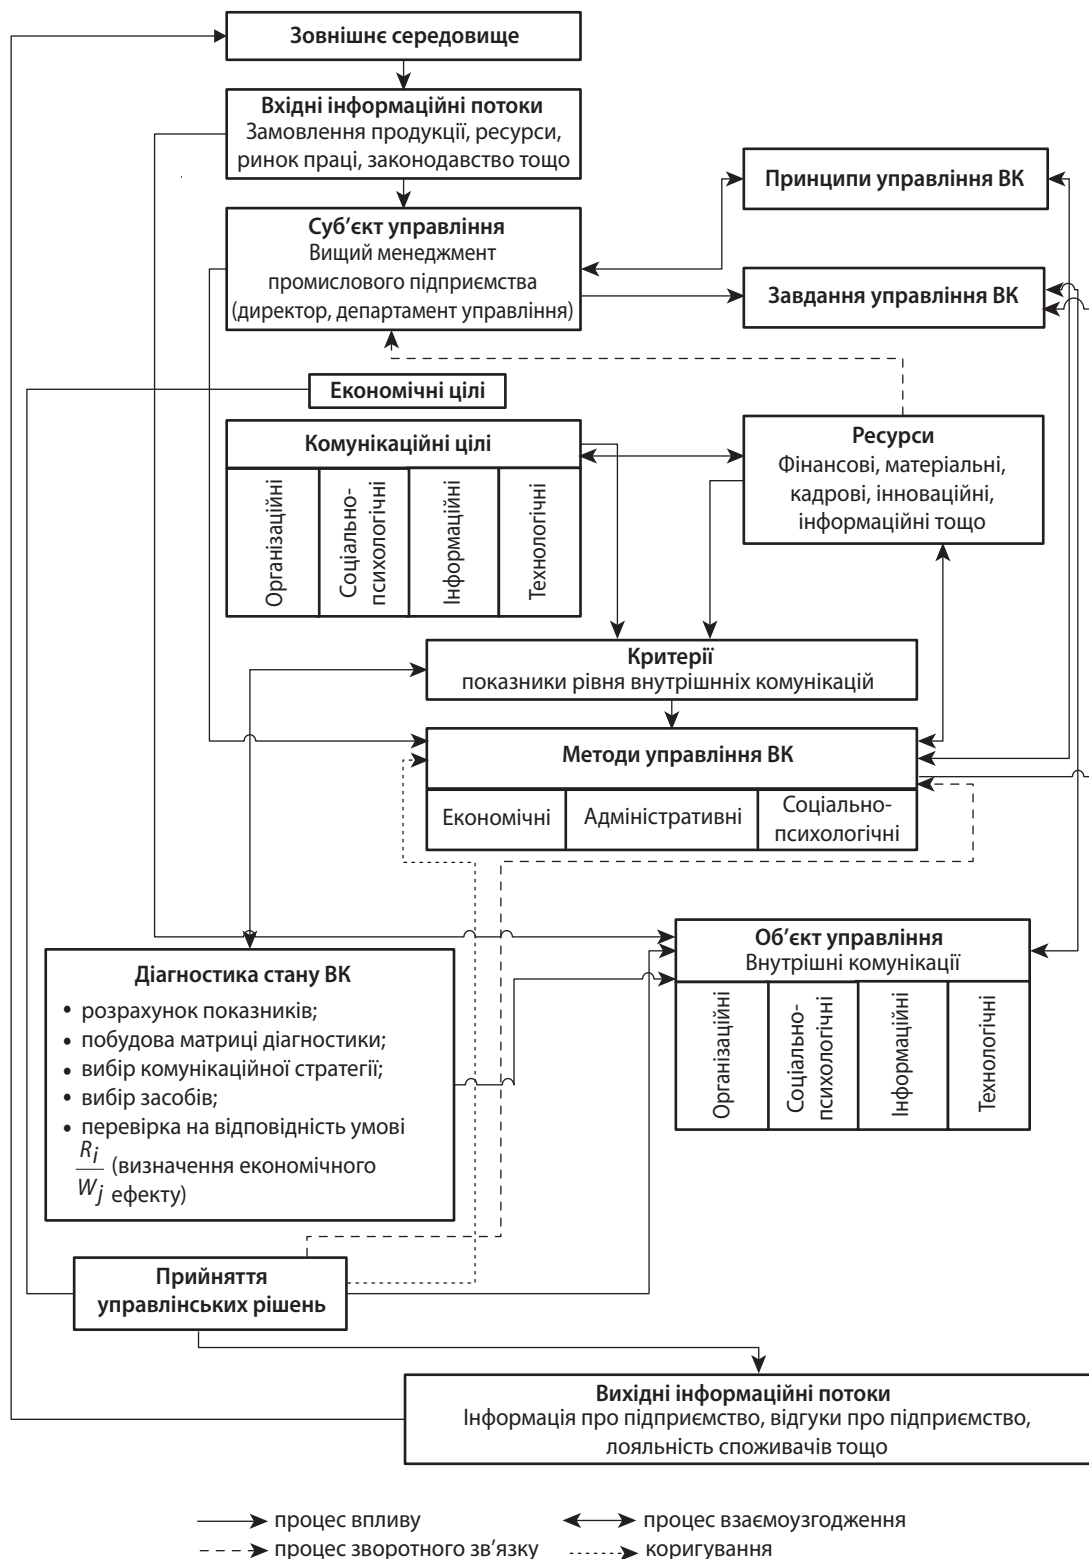 Зовнішнє середовище
Вхідні інформаційні потоки
Замовлення продукції, ресурси,
ринок праці, законодавство тощо
Принципи управління ВК
Суб’єкт управління
Вищий менеджмент
промислового підприємства
(директор, департамент управління)
Завдання управління ВК
Економічні цілі
Комунікаційні цілі
Організаційні
Соціально-
психологічні
Інформаційні
Технологічні
Ресурси
Фінансові, матеріальні,
кадрові, інноваційні,
інформаційні тощо
Критерії
показники рівня внутрішнніх комунікацій
Методи управління ВК
Економічні
Адміністративні
Соціально-
психологічні
Об’єкт управління
Внутрішні комунікації
Організаційні
Соціально-
психологічні
Інформаційні
Технологічні
Діагностика стану ВК
• розрахунок показників;
• побудова матриці діагностики;
• вибір комунікаційної стратегії;
• вибір засобів;
• перевірка на відповідність умові
R_i / W_j (визначення економічного
ефекту)
Прийняття
управлінських рішень
Вихідні інформаційні потоки
Інформація про підприємство, відгуки про підприємство,
лояльність споживачів тощо
процес впливу
процес взаємоузгодження
процес зворотного зв'язку
коригування